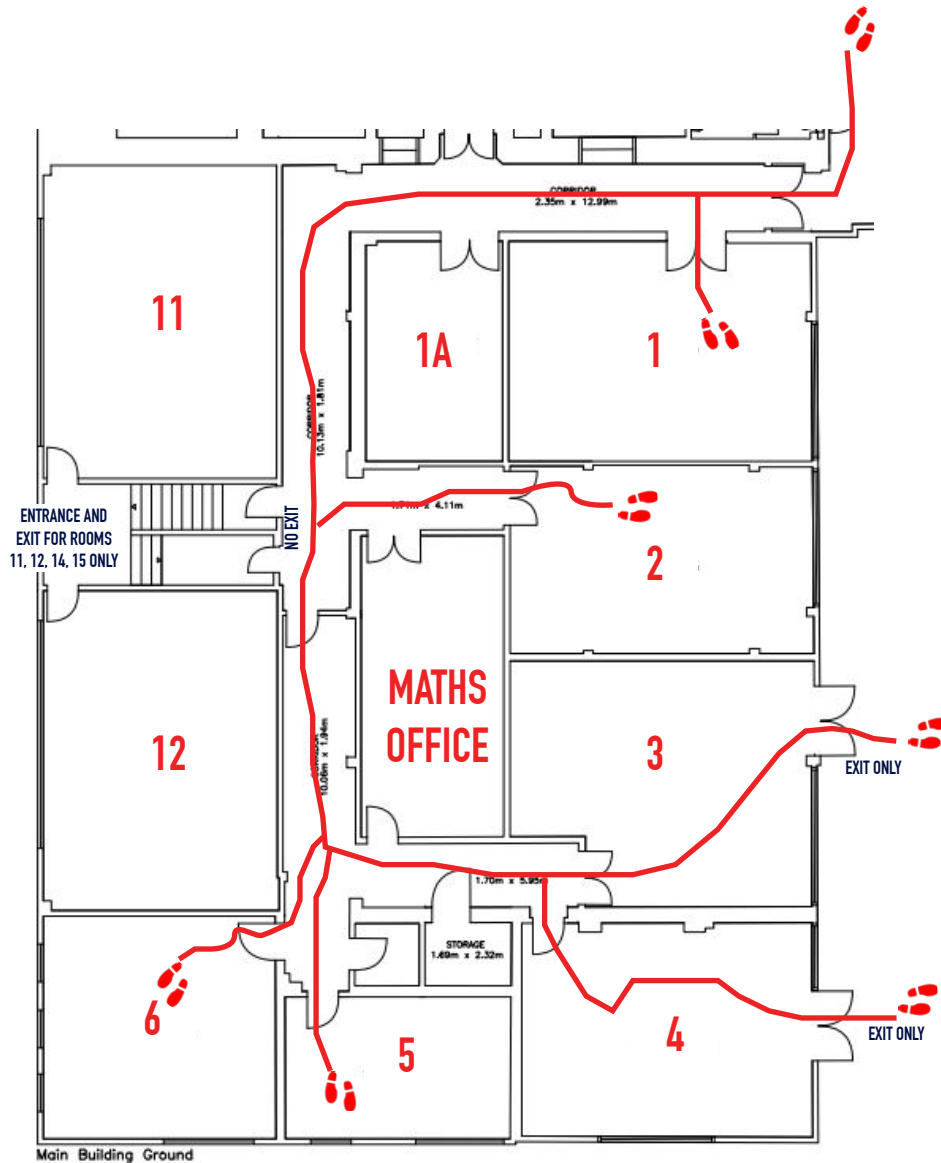 CORRIDOR
2.35m x 12.99m
11
1A
1
CORRIDOR
10.13m x 1.81m
ENTRANCE AND
EXIT FOR ROOMS
11, 12, 14, 15 ONLY
NO EXIT
1.71m x 4.11m
2
MATHS
OFFICE
12
CORRIDOR
10.06m x 1.94m
3
EXIT ONLY
1.70m x 5.95m
STORAGE
1.69m x 2.32m
6
5
4
EXIT ONLY
Main Building Ground